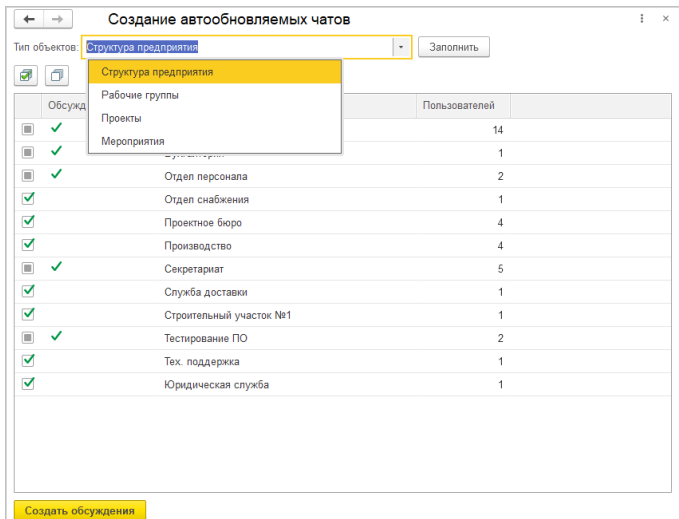 Создание автообновляемых чатов
Тип объектов: Структура предприятия Заполнить
Структура предприятия
Рабочие группы
Проекты
Мероприятия
Обсужд Пользователей
14
1
Отдел персонала 2
Отдел снабжения 1
Проектное бюро 4
Производство 4
Секретариат 5
Служба доставки 1
Строительный участок №1 1
Тестирование ПО 2
Тех. поддержка 1
Юридическая служба 1
Создать обсуждения